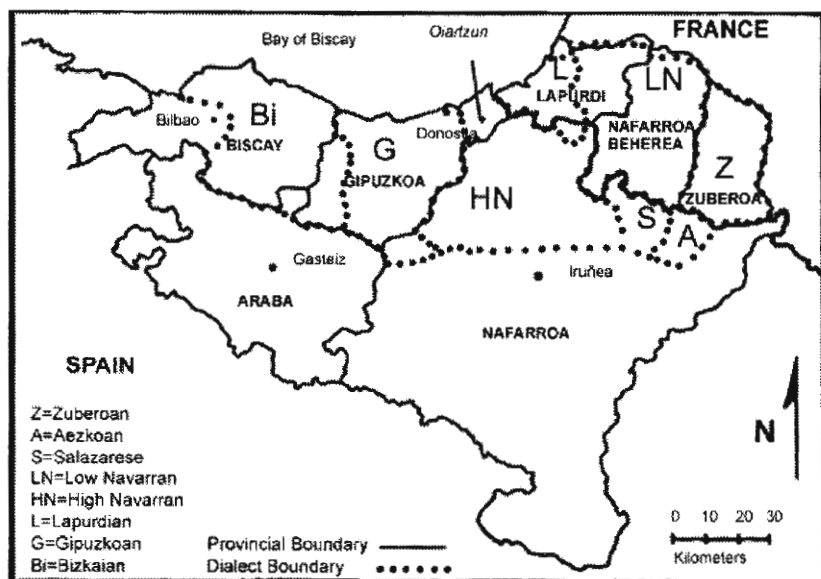 Bay of Biscay
Oiartzun
FRANCE
L
LN
LAPURDI
Bi
Bilbao
BISCAY
G
Donostia
NAFARROA
BEHEREA
GIPUZKOA
HN
Z
ZUBEROA
S
A
Gasteiz
Iruñea
ARABA
NAFARROA
SPAIN
Z=Zuberoan
A=Aezkoan
S=Salazarese
LN=Low Navarran
HN=High Navarran
L=Lapurdian
G=Gipuzkoan
Bi=Bizkaian
Provincial Boundary
Dialect Boundary
N
0 10 20 30
Kilometers